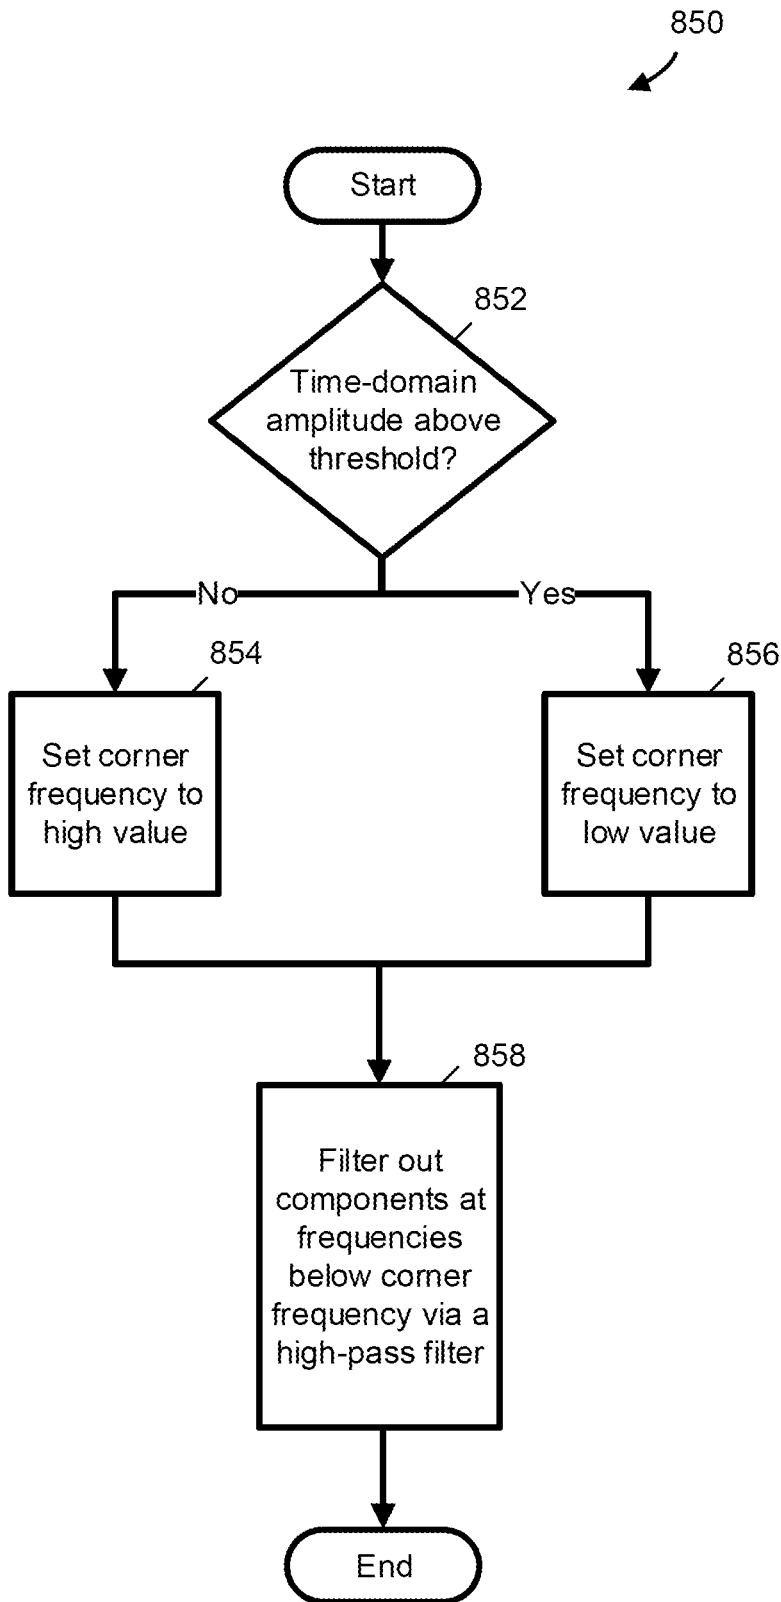 850
Start
852
Time-domain
amplitude above
threshold?
No
Yes
854
856
Set corner
frequency to
high value
Set corner
frequency to
low value
858
Filter out
components at
frequencies
below corner
frequency via a
high-pass filter
End